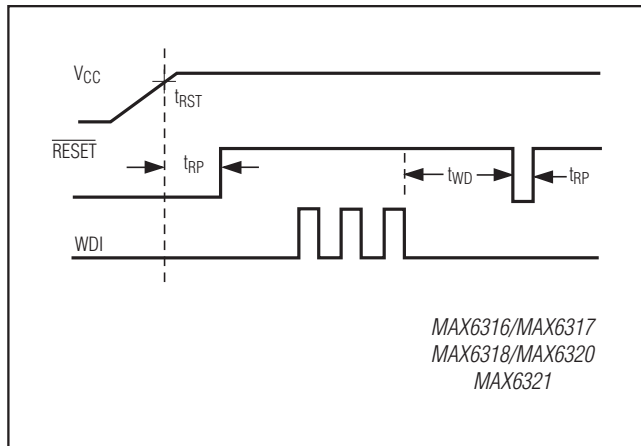 VCC
tRST
RESET
tRP
tWD
tRP
WDI
MAX6316/MAX6317
MAX6318/MAX6320
MAX6321